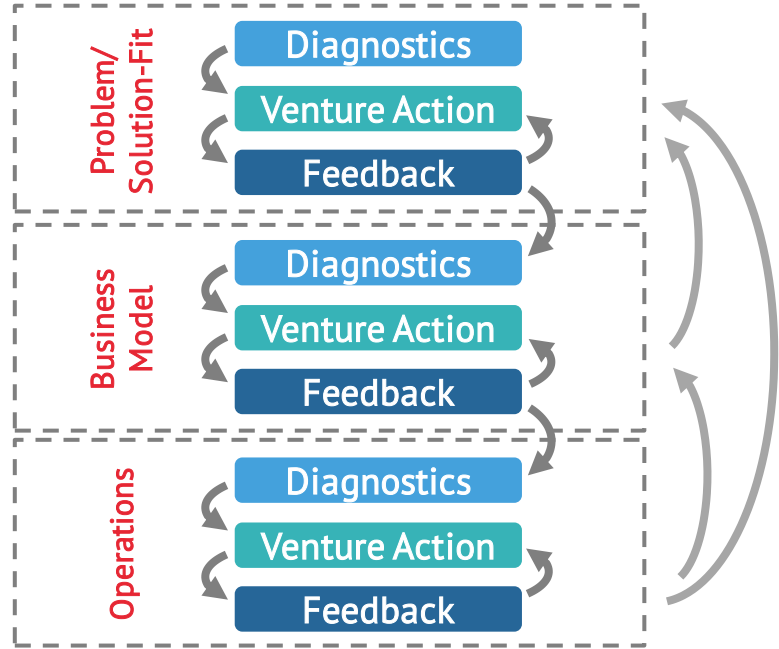 Problem/
Solution-Fit
Diagnostics
Venture Action
Feedback
Business
Model
Diagnostics
Venture Action
Feedback
Operations
Diagnostics
Venture Action
Feedback